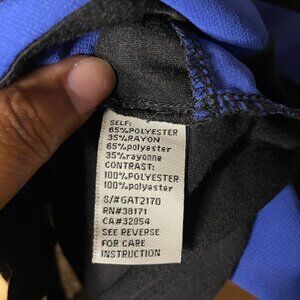 SELF:
65%POLYESTER
35%RAYON
65%polyester
35%rayonne
CONTRAST:
100%POLYESTER
100%polyester
S/#GAT2170
RN#38171
CA#32054
SEE REVERSE
FOR CARE
INSTRUCTION